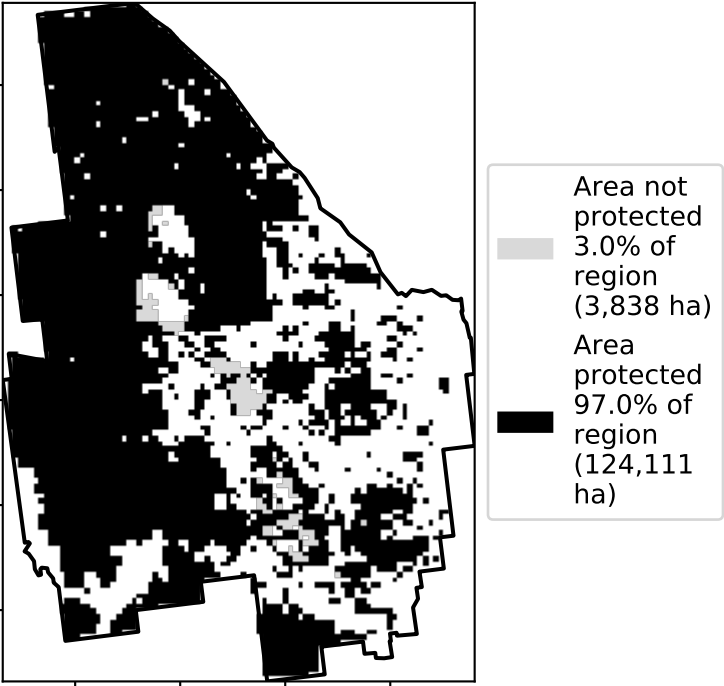 Area not
protected
3.0% of
region
(3,838 ha)
Area
protected
97.0% of
region
(124,111
ha)